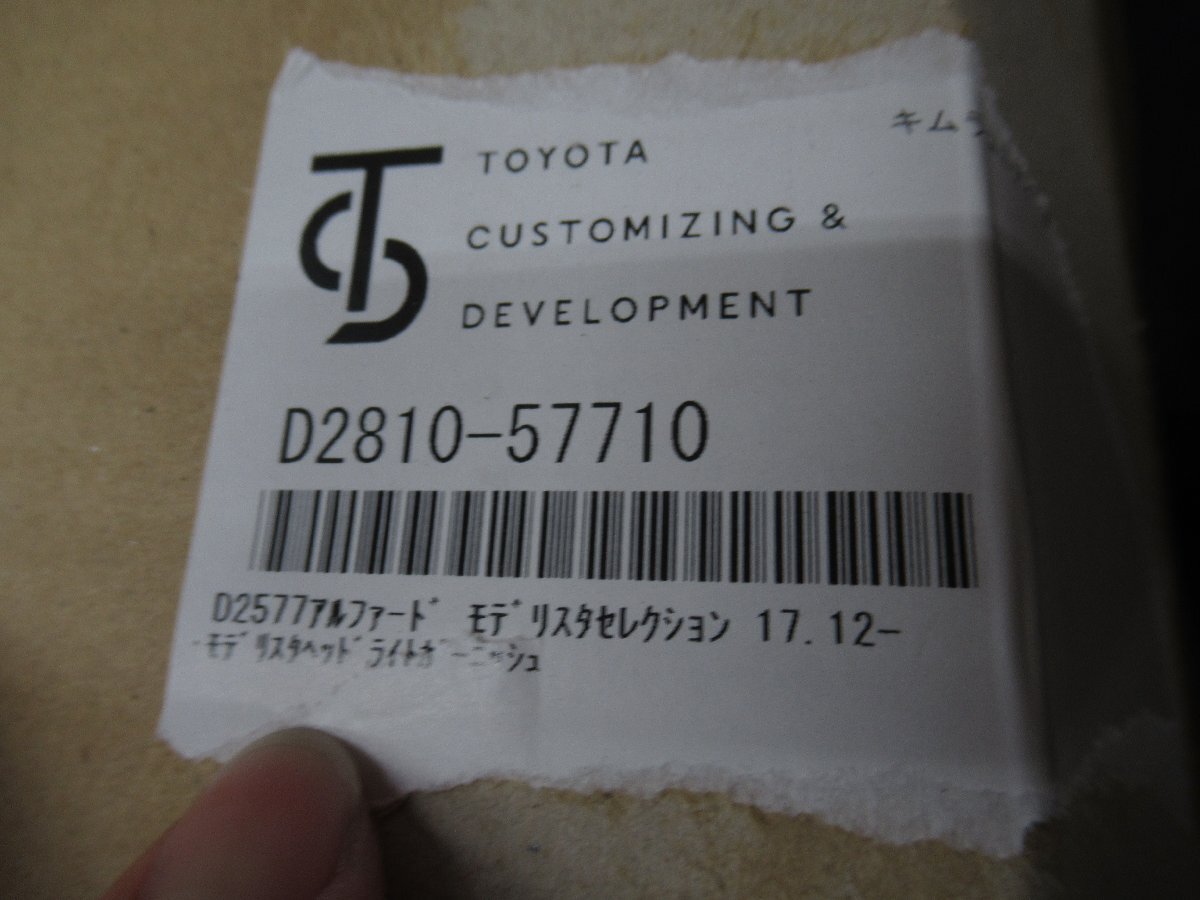 キムラ
TOYOTA
CUSTOMIZING &
DEVELOPMENT
D2810-57710
D2577ｱﾙﾌｧｰﾄﾞ ﾓﾃﾞﾘｽﾀｾﾚｸｼｮﾝ 17.12-
ﾓﾃﾞﾘｽﾀﾍｯﾄﾞﾗｲﾄｶﾞｰﾆｯｼｭ